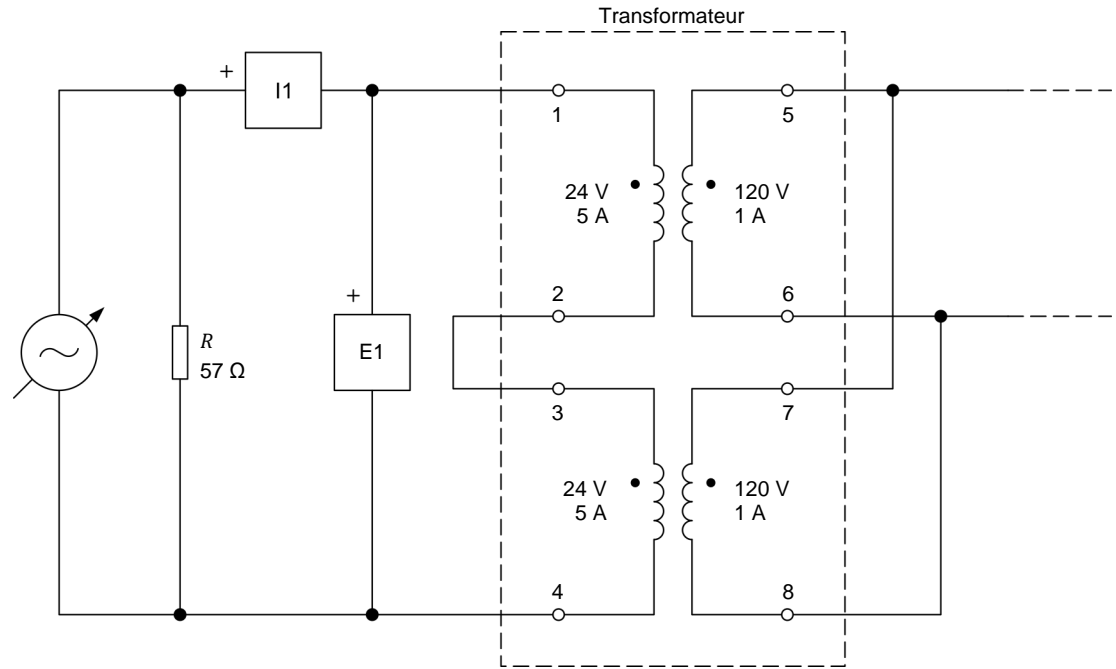 Transformateur
+
I1
1
5
24 V
5 A
120 V
1 A
2
6
+
E1
R
57 Ω
3
7
24 V
5 A
120 V
1 A
4
8